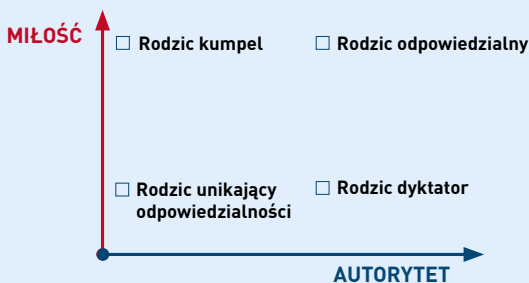 MIŁOŚĆ
Rodzic kumpel
Rodzic odpowiedzialny
Rodzic unikający
odpowiedzialności
Rodzic dyktator
AUTORYTET